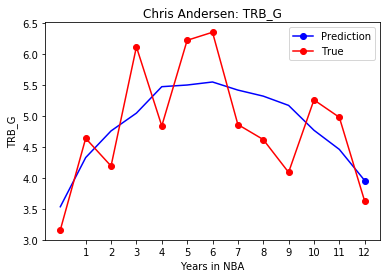 Chris Andersen: TRB_G
Prediction
True
TRB_G
6.5
6.0
5.5
5.0
4.5
4.0
3.5
3.0
1 2 3 4 5 6 7 8 9 10 11 12
Years in NBA